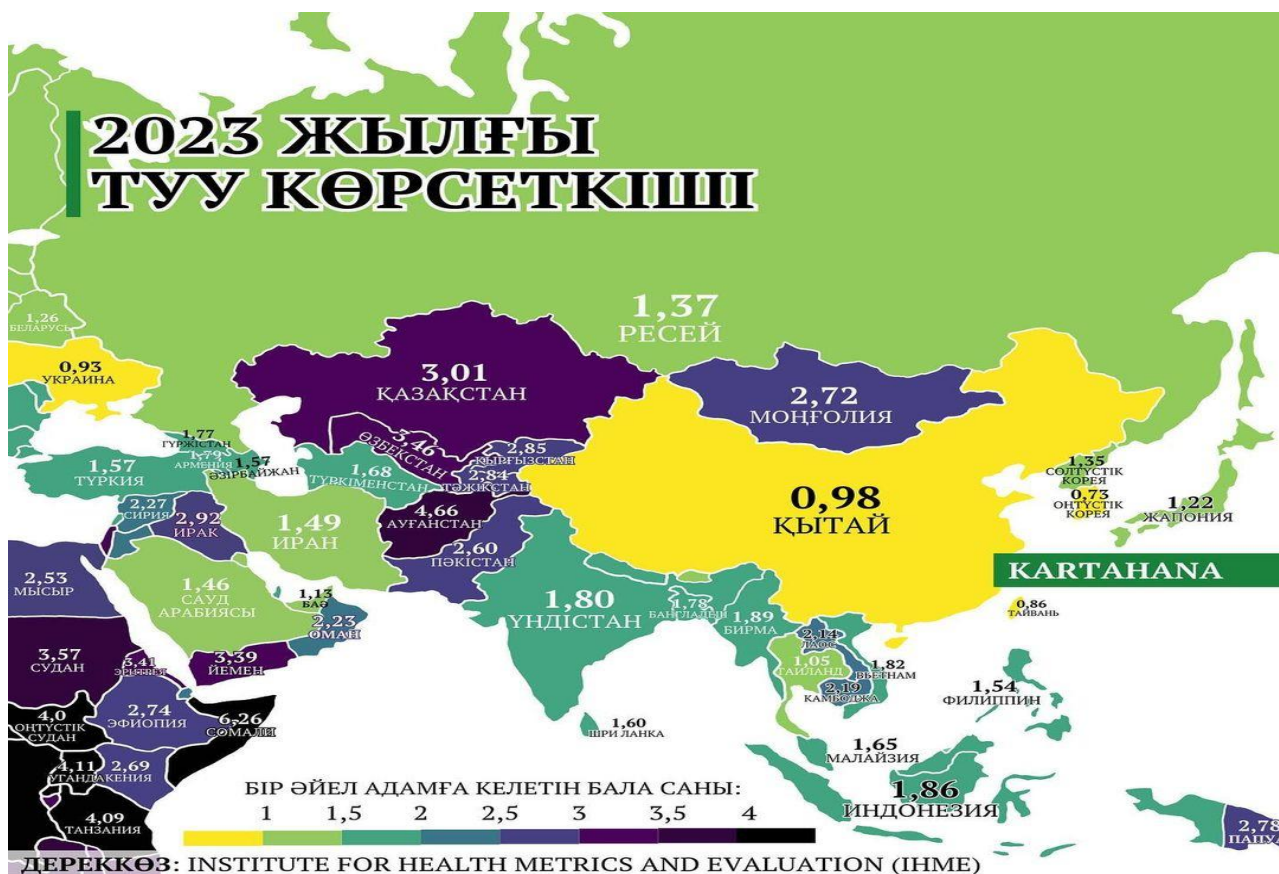 2023 ЖЫЛҒЫ
ТУУ КӨРСЕТКІШІ
1,37
РЕСЕЙ
1,26
БЕЛАРУСЬ
0,93
УКРАИНА
3,01
ҚАЗАҚСТАН
2,72
МОҢҒОЛИЯ
1,77
ГҮРЖІСТАН
1,79
АРМЕНИЯ
1,57
ӘЗІРБАЙЖАН
3,46
ӨЗБЕКСТАН
2,85
ҚЫРҒЫЗСТАН
1,57
ТҮРКИЯ
1,68
ТҮРКІМЕНСТАН
2,84
ТӘЖІКСТАН
1,35
СОЛТҮСТІК
КОРЕЯ
0,73
ОҢТҮСТІК
КОРЕЯ
1,22
ЖАПОНИЯ
2,27
СИРИЯ
2,92
ИРАК
1,49
ИРАН
4,66
АУҒАНСТАН
0,98
ҚЫТАЙ
2,60
ПӘКІСТАН
KARTAHANA
2,53
МЫСЫР
1,46
САУД
АРАБИЯСЫ
1,13
БАӘ
2,23
ОМАН
1,80
ҮНДІСТАН
1,78
БАНГЛАДЕШ
1,89
БИРМА
0,86
ТАЙВАНЬ
3,57
СУДАН
3,41
ЭРИТРЕЯ
3,39
ЙЕМЕН
2,14
ЛАОС
1,05
ТАИЛАНД
1,82
ВЬЕТНАМ
2,19
КАМБОДЖА
1,54
ФИЛИППИН
4,0
ОҢТҮСТІК
СУДАН
2,74
ЭФИОПИЯ
6,26
СОМАЛИ
1,60
ШРИ ЛАНКА
1,65
МАЛАЙЗИЯ
4,11
УГАНДА
2,69
КЕНИЯ
1,86
ИНДОНЕЗИЯ
4,09
ТАНЗАНИЯ
2,78
ПАПУА
БІР ӘЙЕЛ АДАМҒА КЕЛЕТІН БАЛА САНЫ:
1 1,5 2 2,5 3 3,5 4
ДЕРЕККӨЗ: INSTITUTE FOR HEALTH METRICS AND EVALUATION (IHME)